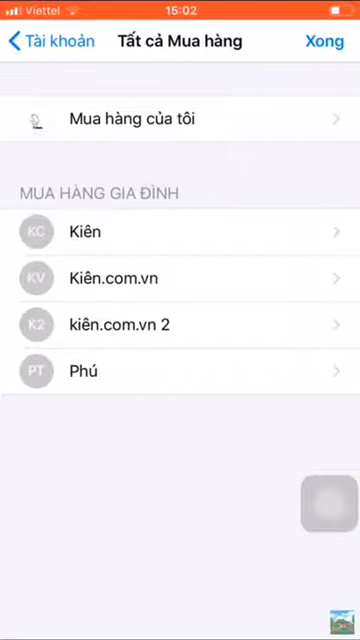 Viettel 15:02
Tài khoản Tất cả Mua hàng Xong
Mua hàng của tôi
MUA HÀNG GIA ĐÌNH
KC Kiên
KV Kiên.com.vn
K2 kiên.com.vn 2
PT Phú